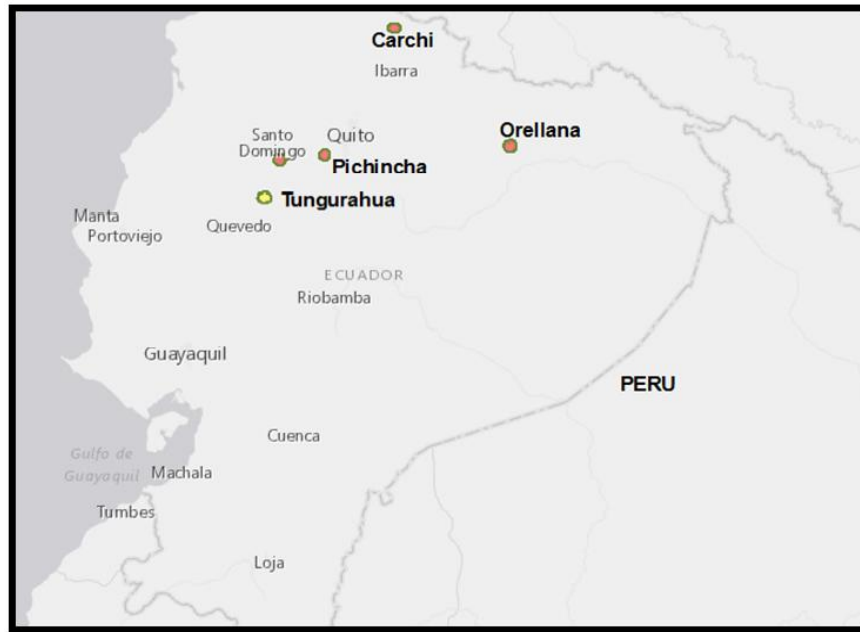 Carchi
Ibarra
Orellana
Santo
Domingo
Quito
Pichincha
Tungurahua
Manta
Portoviejo
Quevedo
ECUADOR
Riobamba
Guayaquil
PERU
Cuenca
Gulfo de
Guayaquil
Machala
Tumbes
Loja